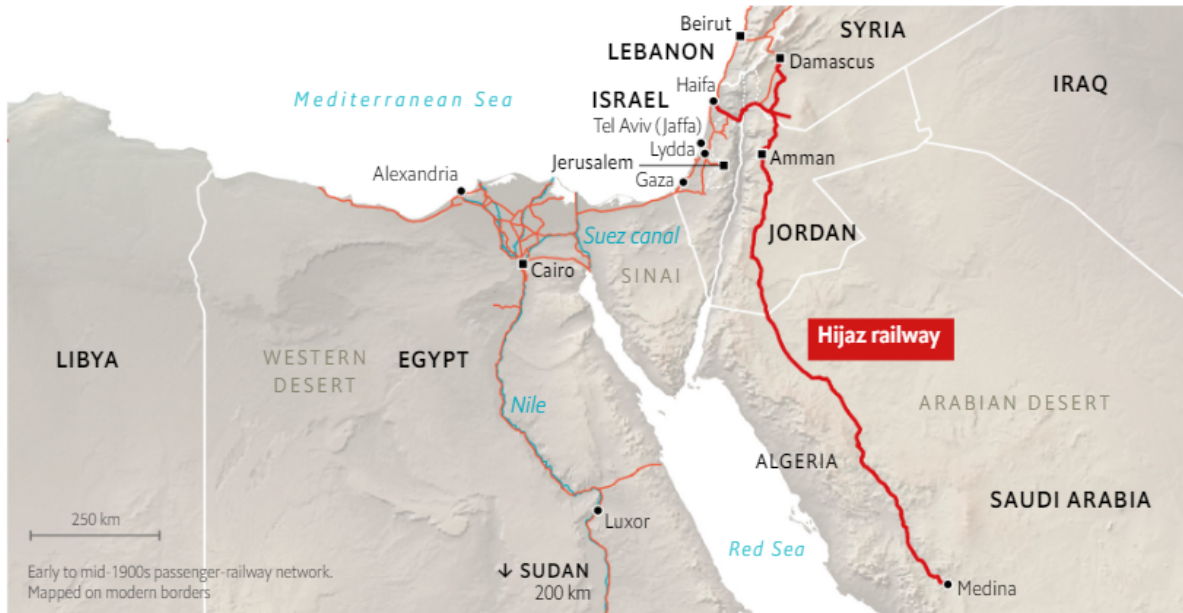 Beirut
SYRIA
LEBANON
Damascus
IRAQ
Haifa
Mediterranean Sea
ISRAEL
Tel Aviv (Jaffa)
Lydda
Amman
Jerusalem
Alexandria
Gaza
Suez canal
JORDAN
Cairo
SINAI
Hijaz railway
LIBYA
WESTERN
DESERT
EGYPT
Nile
ARABIAN DESERT
ALGERIA
SAUDI ARABIA
250 km
Luxor
Red Sea
Early to mid-1900s passenger-railway network.
Mapped on modern borders
↓ SUDAN
200 km
Medina